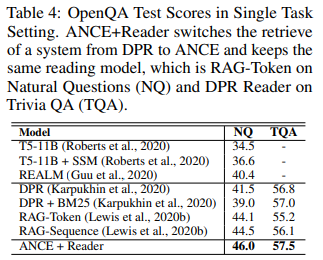 Table 4: OpenQA Test Scores in Single Task
Setting. ANCE+Reader switches the retrieve
of a system from DPR to ANCE and keeps the
same reading model, which is RAG-Token on
Natural Questions (NQ) and DPR Reader on
Trivia QA (TQA).
Model NQ TQA
T5-11B (Roberts et al., 2020) 34.5 -
T5-11B + SSM (Roberts et al., 2020) 36.6 -
REALM (Guu et al., 2020) 40.4 -
DPR (Karpukhin et al., 2020) 41.5 56.8
DPR + BM25 (Karpukhin et al., 2020) 39.0 57.0
RAG-Token (Lewis et al., 2020b) 44.1 55.2
RAG-Sequence (Lewis et al., 2020b) 44.5 56.1
ANCE + Reader 46.0 57.5